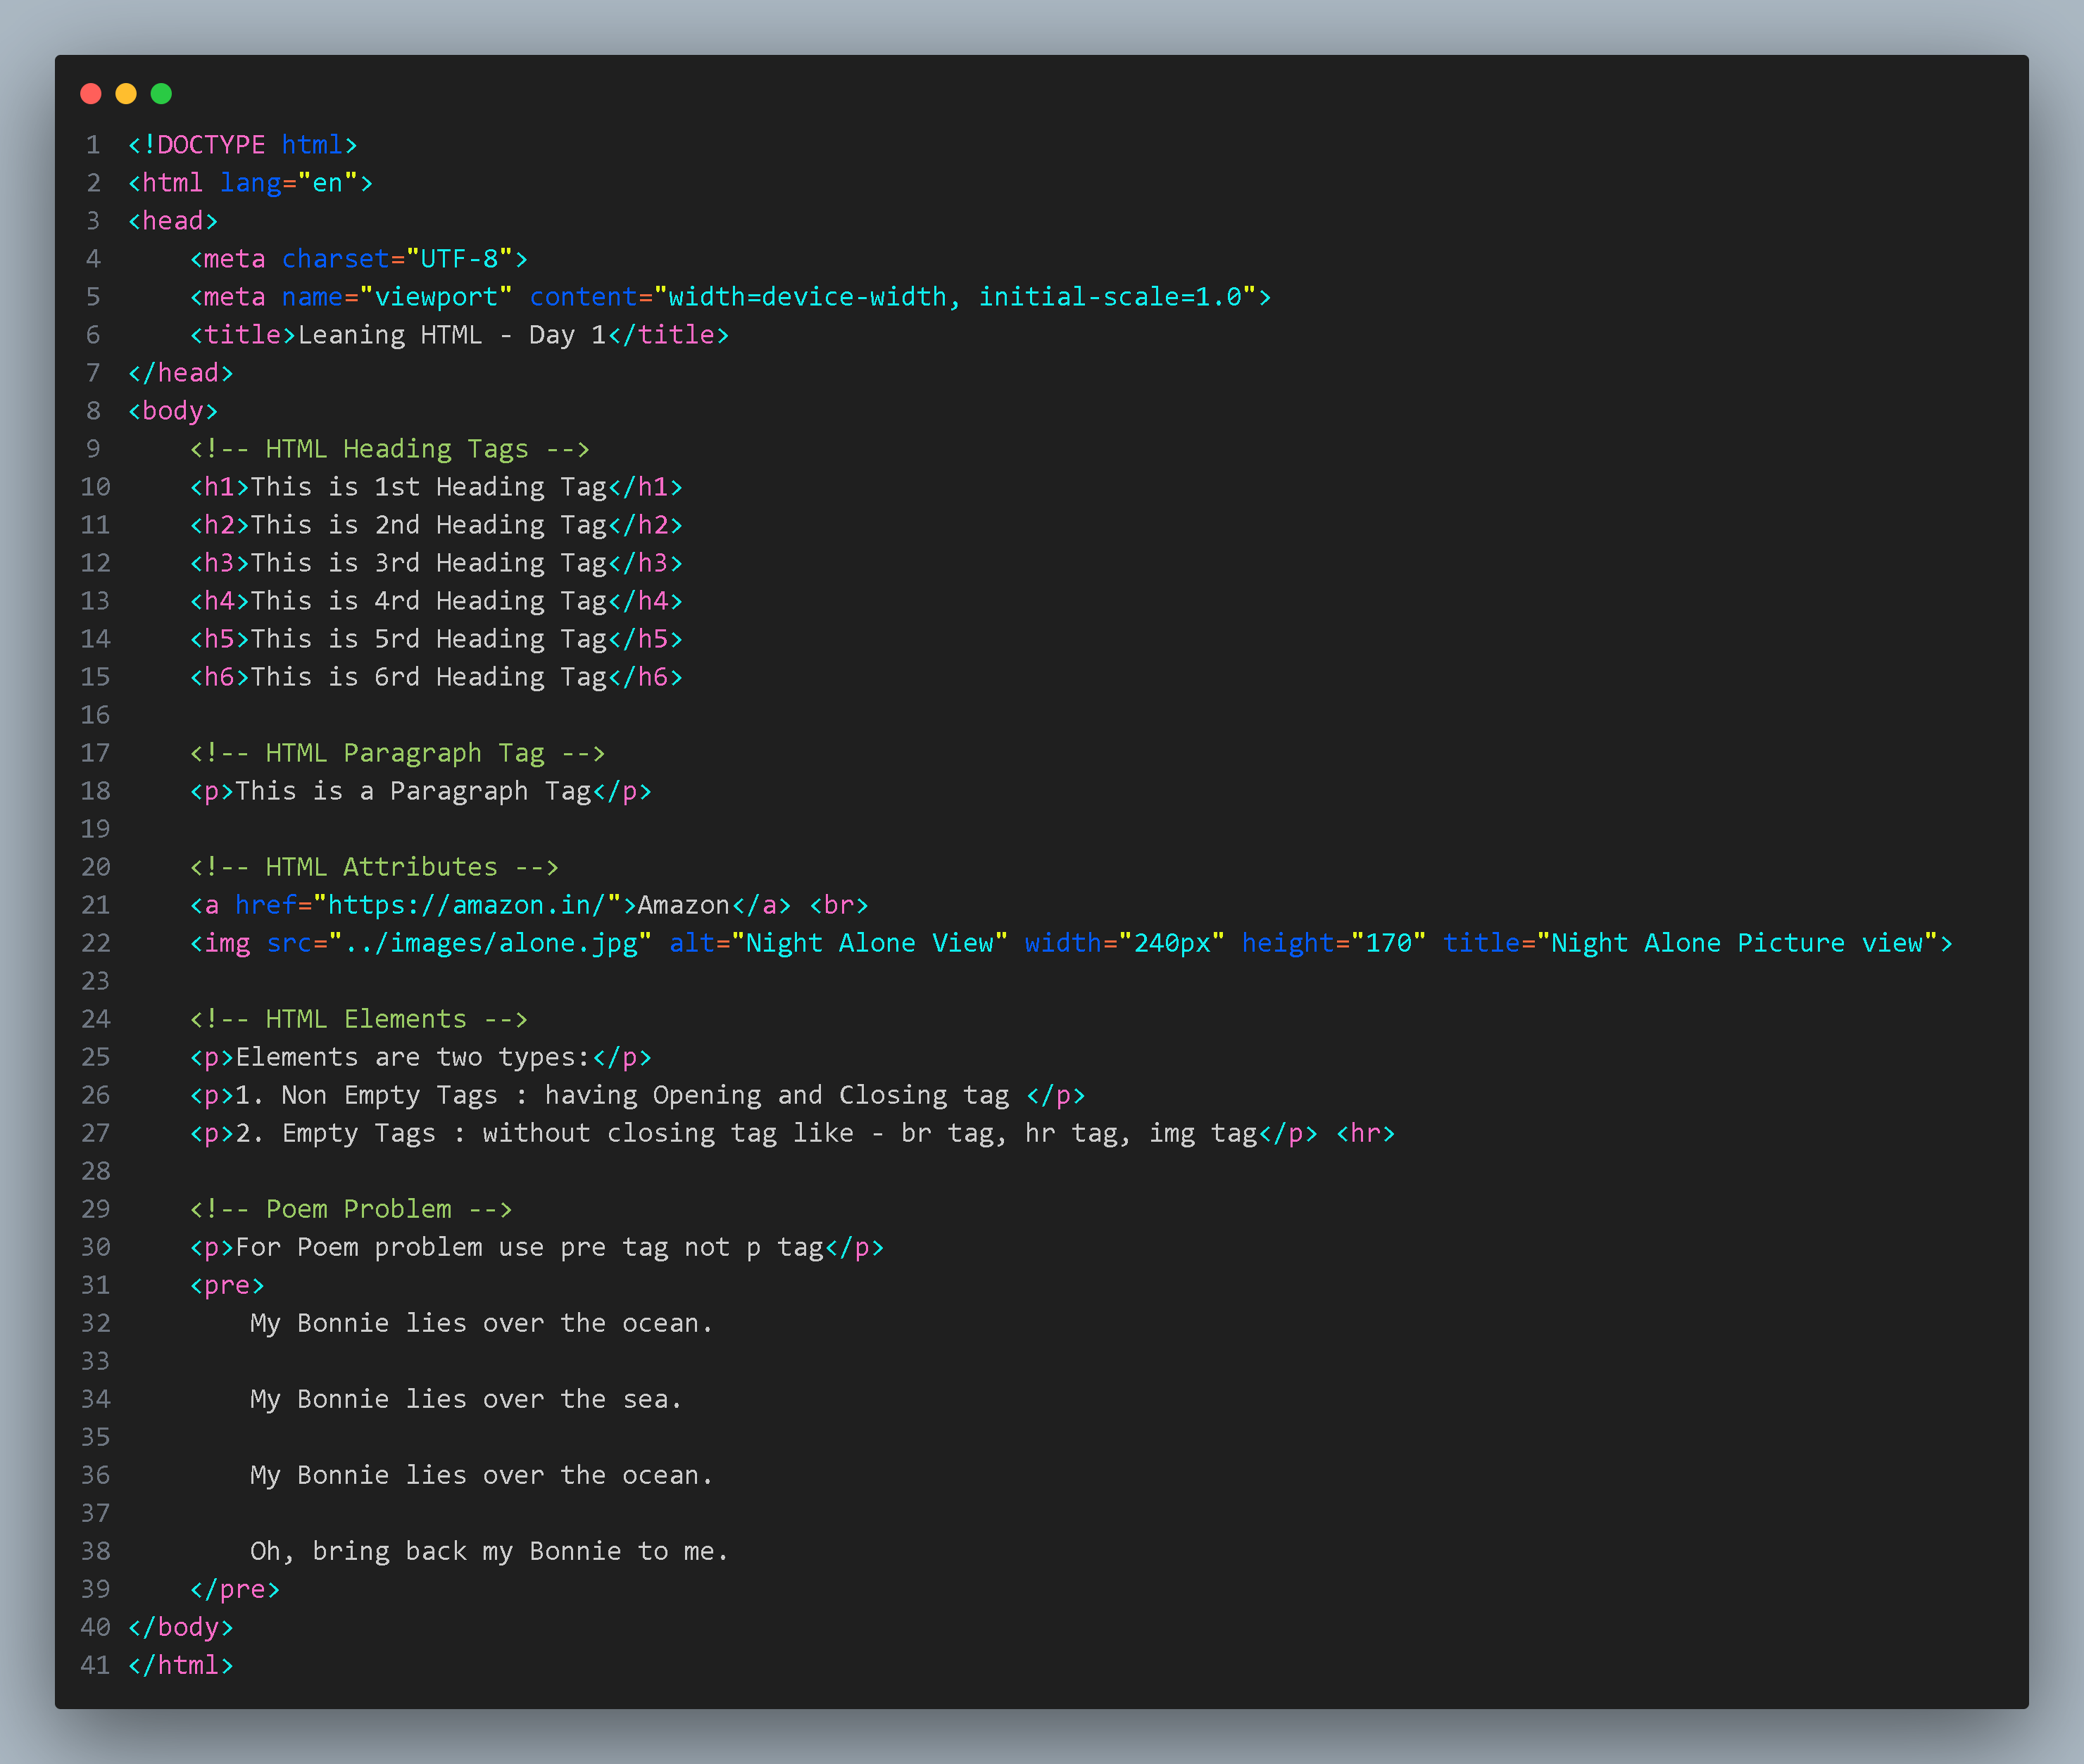 1 <!DOCTYPE html>
2 <html lang="en">
3 <head>
4     <meta charset="UTF-8">
5     <meta name="viewport" content="width=device-width, initial-scale=1.0">
6     <title>Leaning HTML - Day 1</title>
7 </head>
8 <body>
9     <!-- HTML Heading Tags -->
10     <h1>This is 1st Heading Tag</h1>
11     <h2>This is 2nd Heading Tag</h2>
12     <h3>This is 3rd Heading Tag</h3>
13     <h4>This is 4rd Heading Tag</h4>
14     <h5>This is 5rd Heading Tag</h5>
15     <h6>This is 6rd Heading Tag</h6>
16
17     <!-- HTML Paragraph Tag -->
18     <p>This is a Paragraph Tag</p>
19
20     <!-- HTML Attributes -->
21     <a href="https://amazon.in/">Amazon</a> <br>
22     <img src="../images/alone.jpg" alt="Night Alone View" width="240px" height="170" title="Night Alone Picture view">
23
24     <!-- HTML Elements -->
25     <p>Elements are two types:</p>
26     <p>1. Non Empty Tags : having Opening and Closing tag </p>
27     <p>2. Empty Tags : without closing tag like - br tag, hr tag, img tag</p> <hr>
28
29     <!-- Poem Problem -->
30     <p>For Poem problem use pre tag not p tag</p>
31     <pre>
32         My Bonnie lies over the ocean.
33
34         My Bonnie lies over the sea.
35
36         My Bonnie lies over the ocean.
37
38         Oh, bring back my Bonnie to me.
39     </pre>
40 </body>
41 </html>